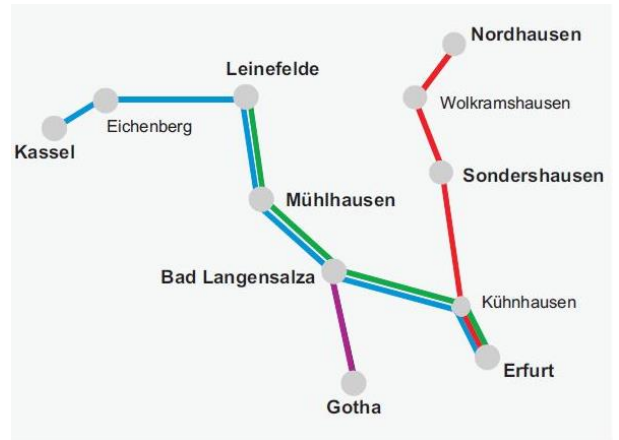 Nordhausen
Leinefelde
Wolkramshausen
Eichenberg
Kassel
Sondershausen
Mühlhausen
Bad Langensalza
Kühnhausen
Erfurt
Gotha